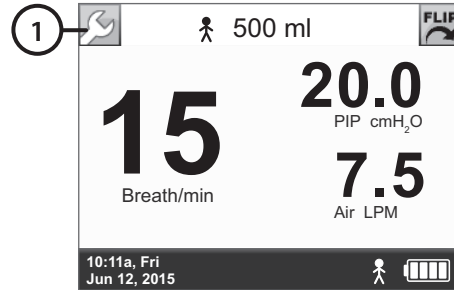 1
500 ml
FLIP
15
Breath/min
20.0
PIP cmH₂O
7.5
Air LPM
10:11a, Fri
Jun 12, 2015